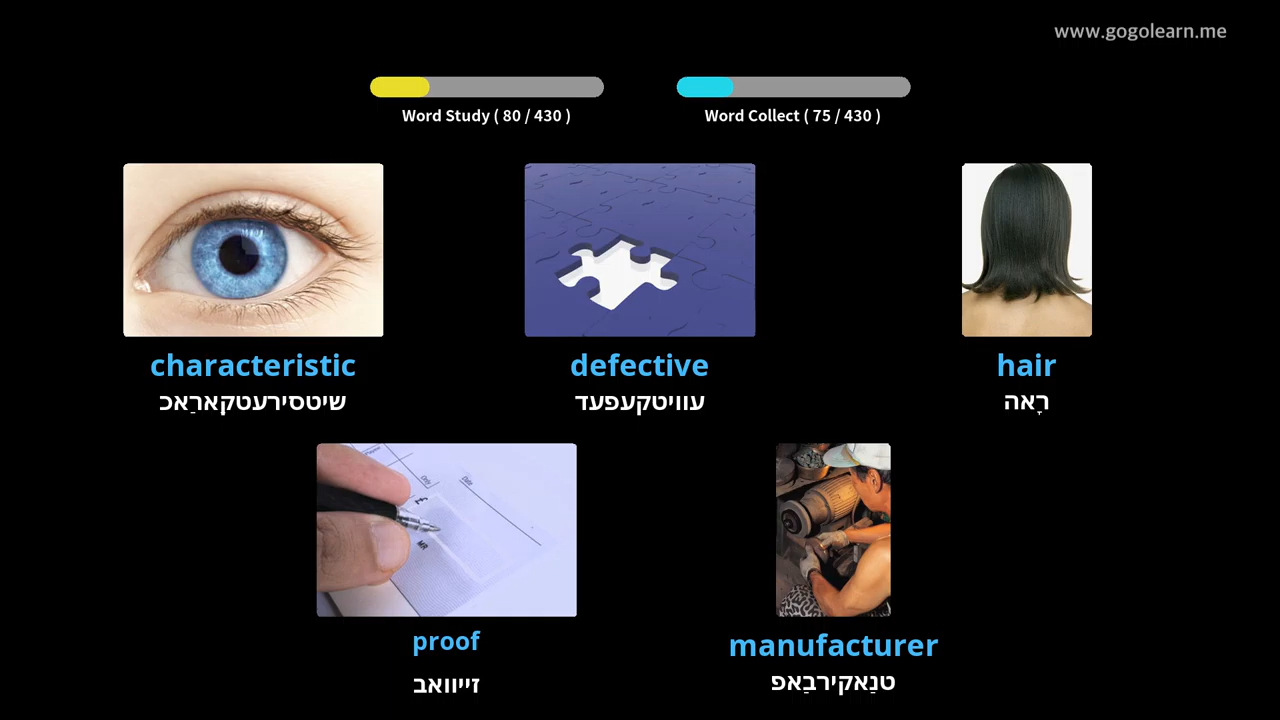 www.gogolearn.me
Word Study ( 80 / 430 )
Word Collect ( 75 / 430 )
characteristic
שיטסירעטקארַאכ
defective
עוויטקעפעד
hair
רָאה
proof
זייוואב
manufacturer
טנַאקירבַאפ